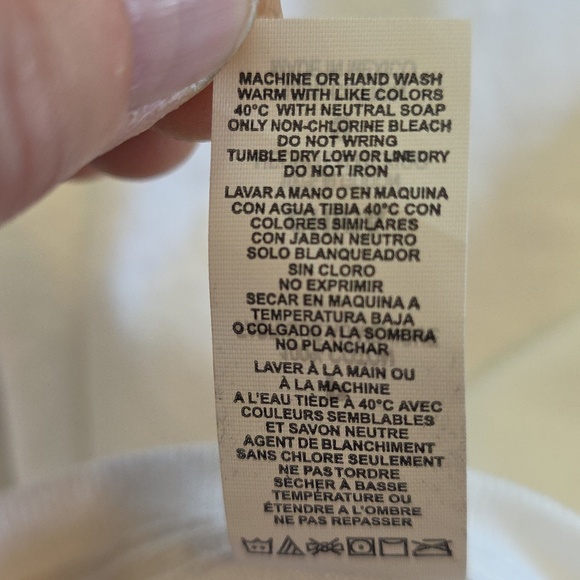 MACHINE OR HAND WASH
WARM WITH LIKE COLORS
40°C WITH NEUTRAL SOAP
ONLY NON-CHLORINE BLEACH
DO NOT WRING
TUMBLE DRY LOW OR LINE DRY
DO NOT IRON
LAVAR A MANO O EN MAQUINA
CON AGUA TIBIA 40°C CON
COLORES SIMILARES
CON JABON NEUTRO
SOLO BLANQUEADOR
SIN CLORO
NO EXPRIMIR
SECAR EN MAQUINA A
TEMPERATURA BAJA
O COLGADO A LA SOMBRA
NO PLANCHAR
LAVER À LA MAIN OU
À LA MACHINE
A L'EAU TIÈDE À 40°C AVEC
COULEURS SEMBLABLES
ET SAVON NEUTRE
AGENT DE BLANCHIMENT
SANS CHLORE SEULEMENT
NE PAS TORDRE
SÈCHER À BASSE
TEMPÉRATURE OU
ÉTENDRE A L'OMBRE
NE PAS REPASSER